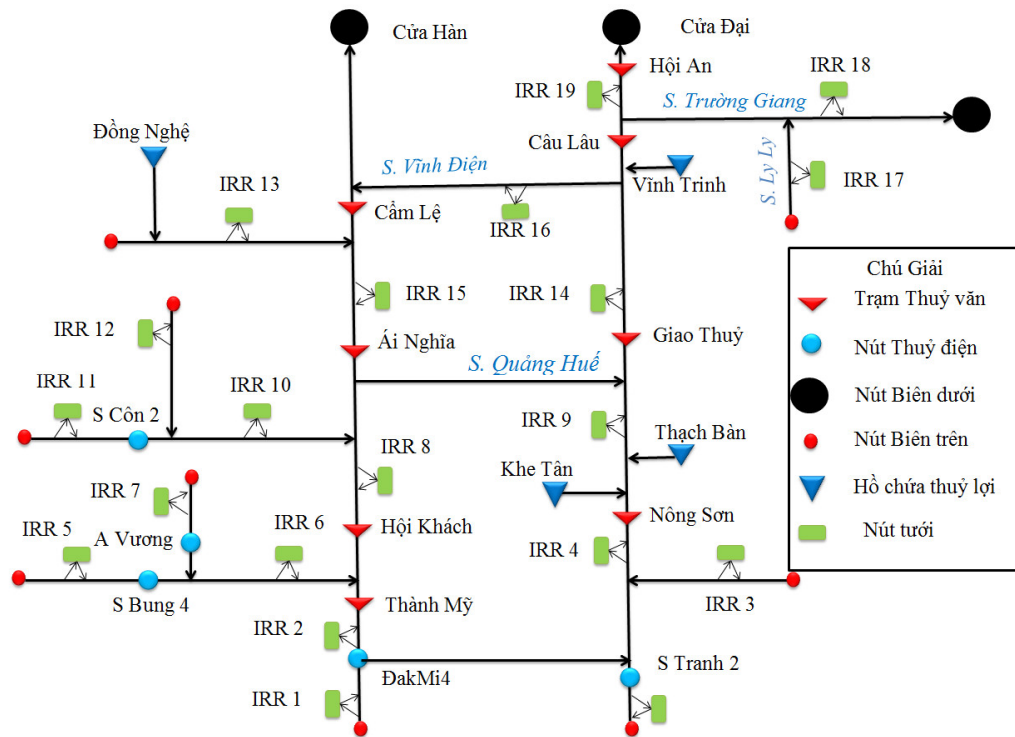 Cửa Hàn
Cửa Đại
Hội An
IRR 18
IRR 19
S. Trường Giang
Đồng Nghệ
Câu Lâu
S. Vĩnh Điện
Vĩnh Trinh
S. Ly Ly
IRR 17
IRR 13
Cẩm Lệ
IRR 16
Chú Giải
Trạm Thuỷ văn
Nút Thuỷ điện
Nút Biên dưới
Nút Biên trên
Hồ chứa thuỷ lợi
Nút tưới
IRR 15
IRR 14
IRR 12
Ái Nghĩa
Giao Thuỷ
S. Quảng Huế
IRR 11
S Côn 2
IRR 10
IRR 9
Thạch Bàn
IRR 8
Khe Tân
IRR 7
Nông Sơn
IRR 5
A Vương
IRR 6
Hội Khách
IRR 4
S Bung 4
Thành Mỹ
IRR 3
IRR 2
S Tranh 2
ĐakMi4
IRR 1